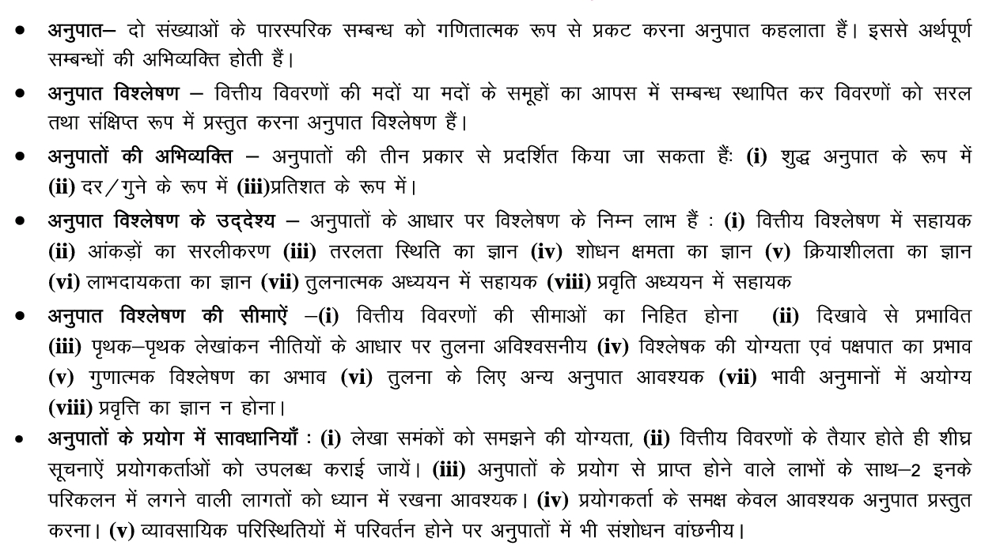 • अनुपात– दो संख्याओं के पारस्परिक सम्बन्ध को गणितात्मक रूप से प्रकट करना अनुपात कहलाता हैं। इससे अर्थपूर्ण
सम्बन्धों की अभिव्यक्ति होती हैं।
• अनुपात विश्लेषण – वित्तीय विवरणों की मदों या मदों के समूहों का आपस में सम्बन्ध स्थापित कर विवरणों को सरल
तथा संक्षिप्त रूप में प्रस्तुत करना अनुपात विश्लेषण हैं।
• अनुपातों की अभिव्यक्ति – अनुपातों की तीन प्रकार से प्रदर्शित किया जा सकता हैंः (i) शुद्ध अनुपात के रूप में
(ii) दर/गुने के रूप में (iii)प्रतिशत के रूप में।
• अनुपात विश्लेषण के उद्‌देश्य – अनुपातों के आधार पर विश्लेषण के निम्न लाभ हैं : (i) वित्तीय विश्लेषण में सहायक
(ii) आंकड़ों का सरलीकरण (iii) तरलता स्थिति का ज्ञान (iv) शोधन क्षमता का ज्ञान (v) क्रियाशीलता का ज्ञान
(vi) लाभदायकता का ज्ञान (vii) तुलनात्मक अध्ययन में सहायक (viii) प्रवृति अध्ययन में सहायक
• अनुपात विश्लेषण की सीमाऐं –(i) वित्तीय विवरणों की सीमाओं का निहित होना (ii) दिखावे से प्रभावित
(iii) पृथक–पृथक लेखांकन नीतियों के आधार पर तुलना अविश्वसनीय (iv) विश्लेषक की योग्यता एवं पक्षपात का प्रभाव
(v) गुणात्मक विश्लेषण का अभाव (vi) तुलना के लिए अन्य अनुपात आवश्यक (vii) भावी अनुमानों में अयोग्य
(viii) प्रवृत्ति का ज्ञान न होना।
• अनुपातों के प्रयोग में सावधानियाँ : (i) लेखा समंकों को समझने की योग्यता, (ii) वित्तीय विवरणों के तैयार होते ही शीघ्र
सूचनाऐं प्रयोगकर्ताओं को उपलब्ध कराई जायें। (iii) अनुपातों के प्रयोग से प्राप्त होने वाले लाभों के साथ–2 इनके
परिकलन में लगने वाली लागतों को ध्यान में रखना आवश्यक। (iv) प्रयोगकर्ता के समक्ष केवल आवश्यक अनुपात प्रस्तुत
करना। (v) व्यावसायिक परिस्थितियों में परिवर्तन होने पर अनुपातों में भी संशोधन वांछनीय।